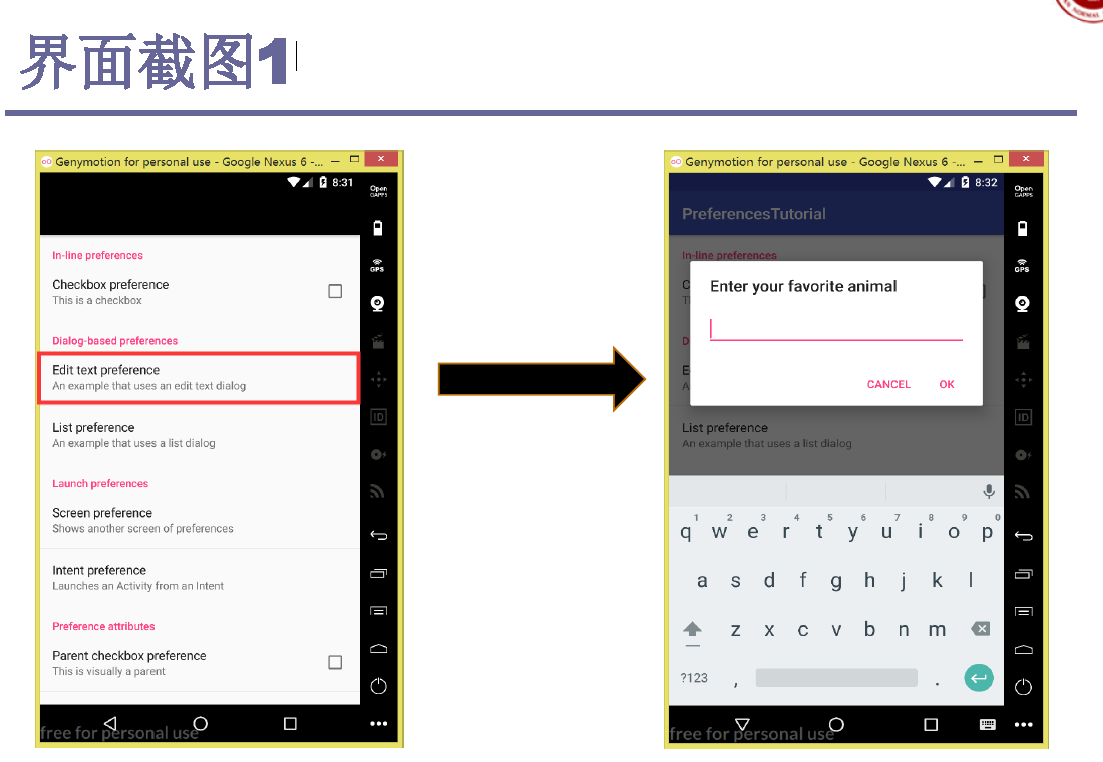 界面截图1
Genymotion for personal use - Google Nexus 6 -...
8:31
Open
GAPPS
GPS
In-line preferences
Checkbox preference
This is a checkbox
Dialog-based preferences
Edit text preference
An example that uses an edit text dialog
List preference
An example that uses a list dialog
ID
Launch preferences
Screen preference
Shows another screen of preferences
Intent preference
Launches an Activity from an Intent
Preference attributes
Parent checkbox preference
This is visually a parent
free for personal use
Genymotion for personal use - Google Nexus 6 -...
8:32
Open
GAPPS
GPS
PreferencesTutorial
In-line preferences
Enter your favorite animal
CANCEL OK
List preference
An example that uses a list dialog
ID
1 2 3 4 5 6 7 8 9 0
q w e r t y u i o p
a s d f g h j k l
z x c v b n m
?123 , .
free for personal use